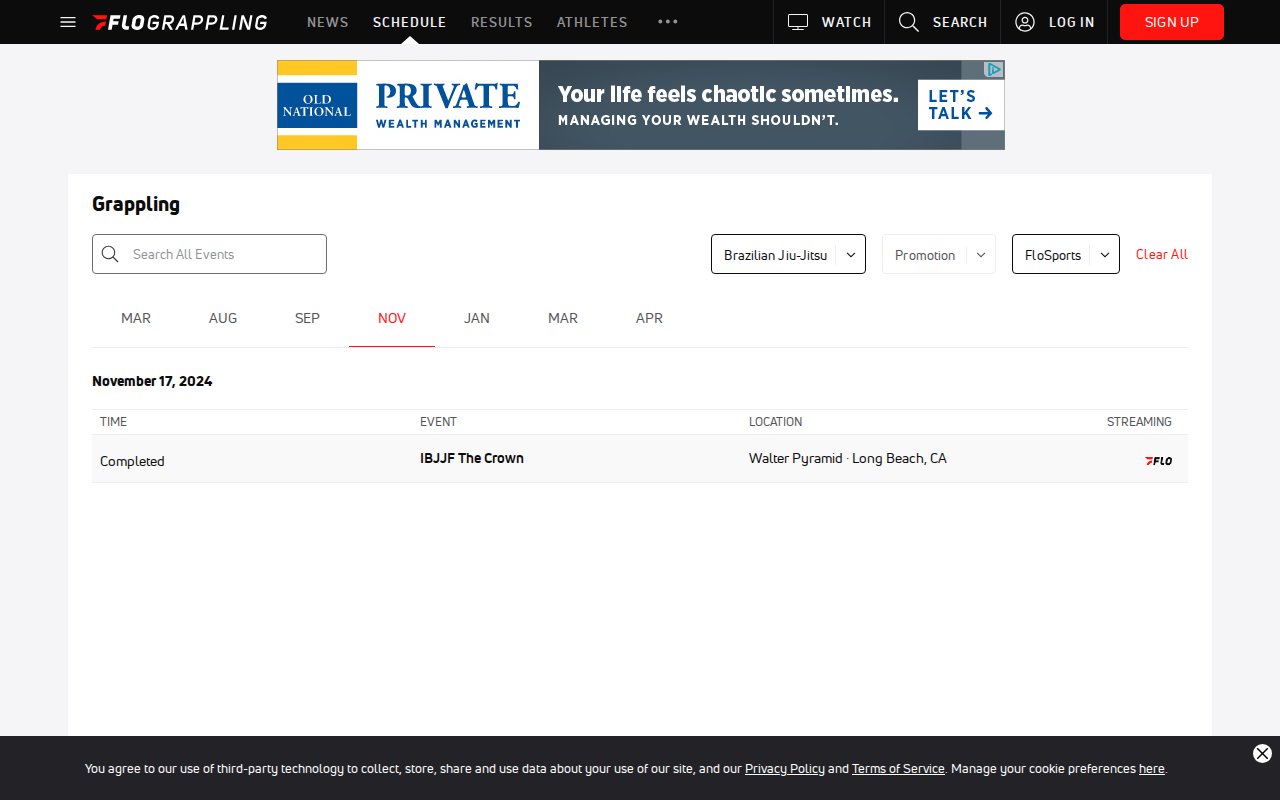 FLOGRAPPLING NEWS SCHEDULE RESULTS ATHLETES ••• WATCH SEARCH LOG IN SIGN UP
OLD NATIONAL
PRIVATE
WEALTH MANAGEMENT
Your life feels chaotic sometimes.
MANAGING YOUR WEALTH SHOULDN'T.
LET'S
TALK →
Grappling
Search All Events Brazilian Jiu-Jitsu Promotion FloSports Clear All
MAR AUG SEP NOV JAN MAR APR
November 17, 2024
TIME EVENT LOCATION STREAMING
Completed IBJJF The Crown Walter Pyramid · Long Beach, CA FLO
You agree to our use of third-party technology to collect, store, share and use data about your use of our site, and our Privacy Policy and Terms of Service. Manage your cookie preferences here.